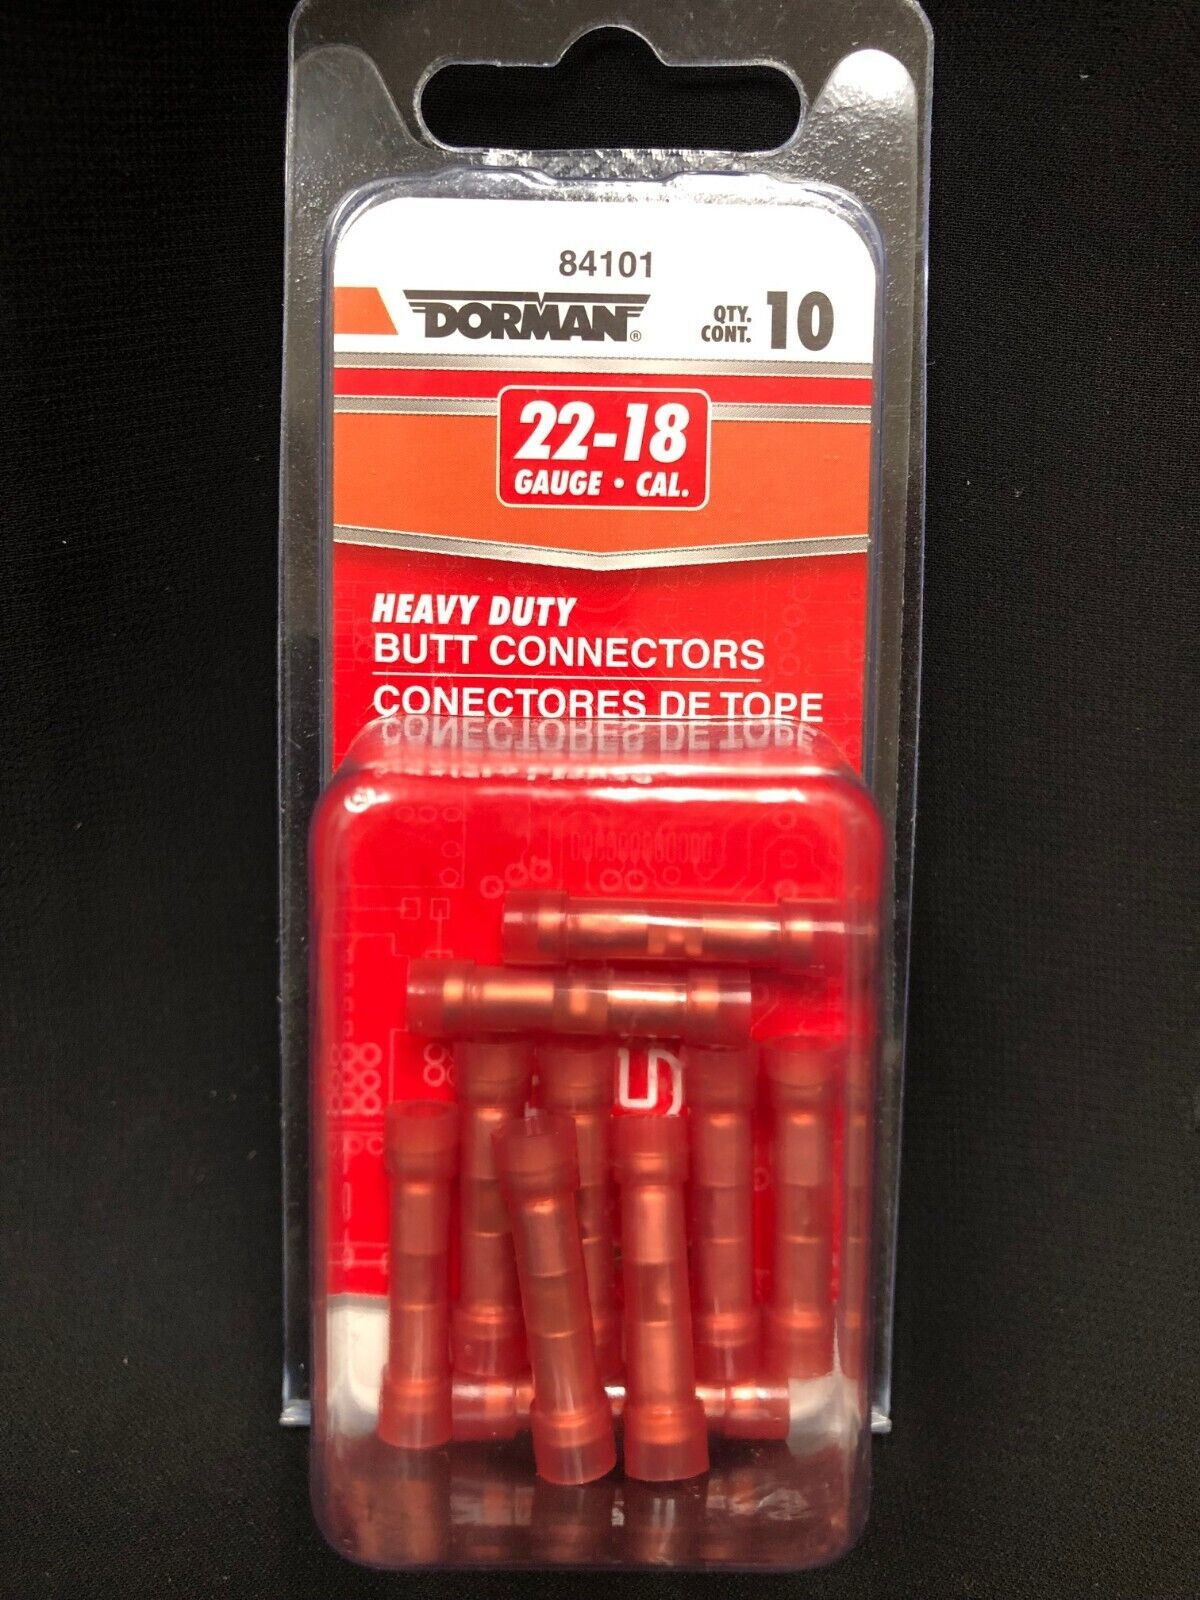 84101
DORMAN®
QTY.
CONT. 10
22-18
GAUGE • CAL.
HEAVY DUTY
BUTT CONNECTORS
CONECTORES DE TOPE